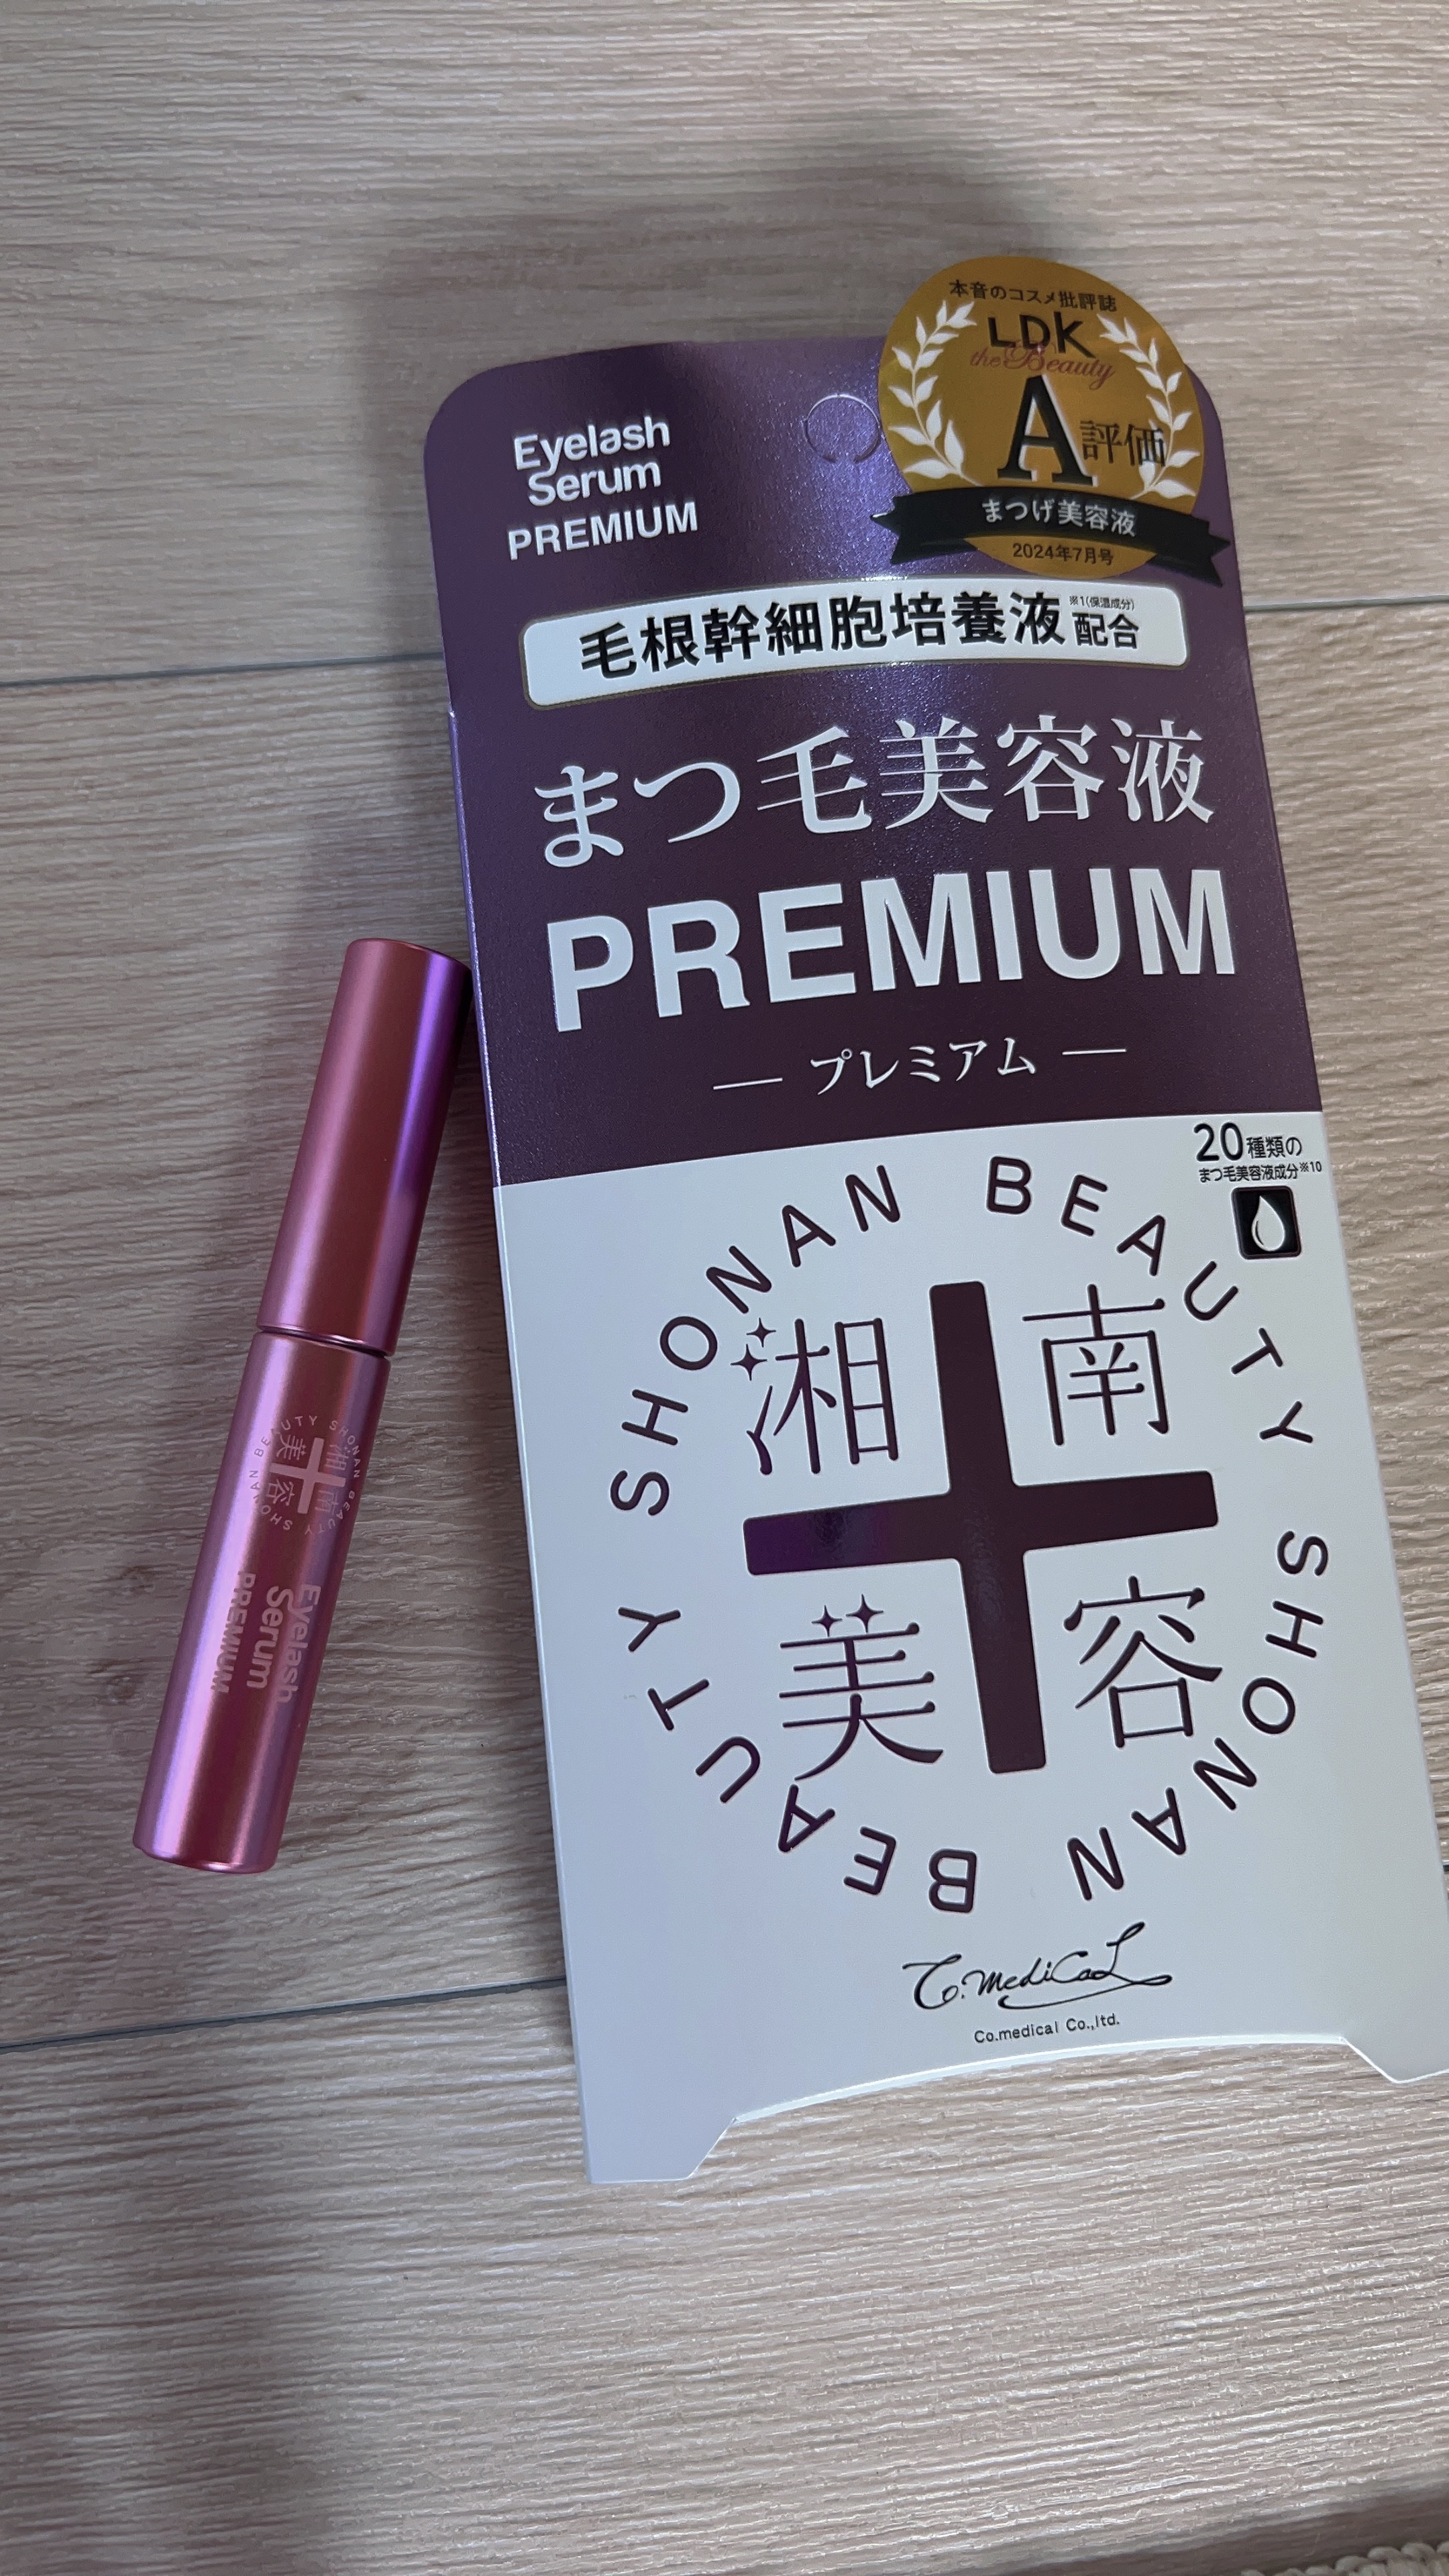 本音のコスメ批評誌
LDK
the Beauty
A評価
まつげ美容液
2024年7月号
Eyelash
Serum
PREMIUM
毛根幹細胞培養液※1(保湿成分)配合
まつ毛美容液
PREMIUM
— プレミアム —
20種類の
まつ毛美容液成分※10
SHONAN BEAUTY SHONAN BEAUTY
湘南
美容
C.medical
Co.medical Co.,ltd.
SHONAN BEAUTY SHONAN BEAUTY
湘南
美容
Eyelash
Serum
PREMIUM